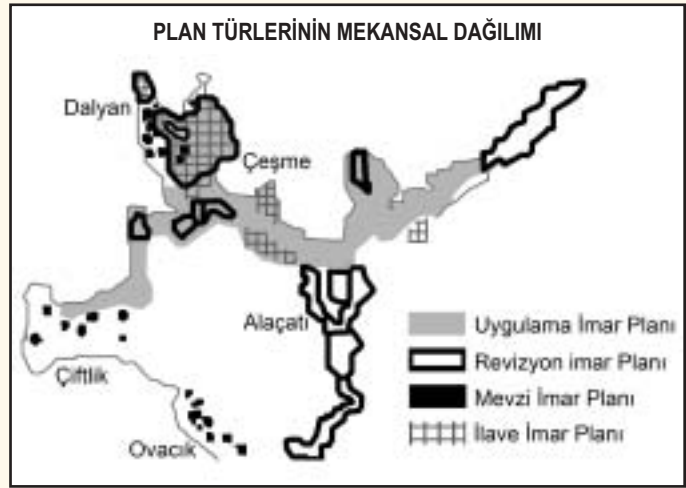 PLAN TÜRLERİNİN MEKANSAL DAĞILIMI
Dalyan
Çeşme
Alaçatı
Çiftlik
Ovacık
Uygulama İmar Planı
Revizyon imar Planı
Mevzi İmar Planı
İlave İmar Planı